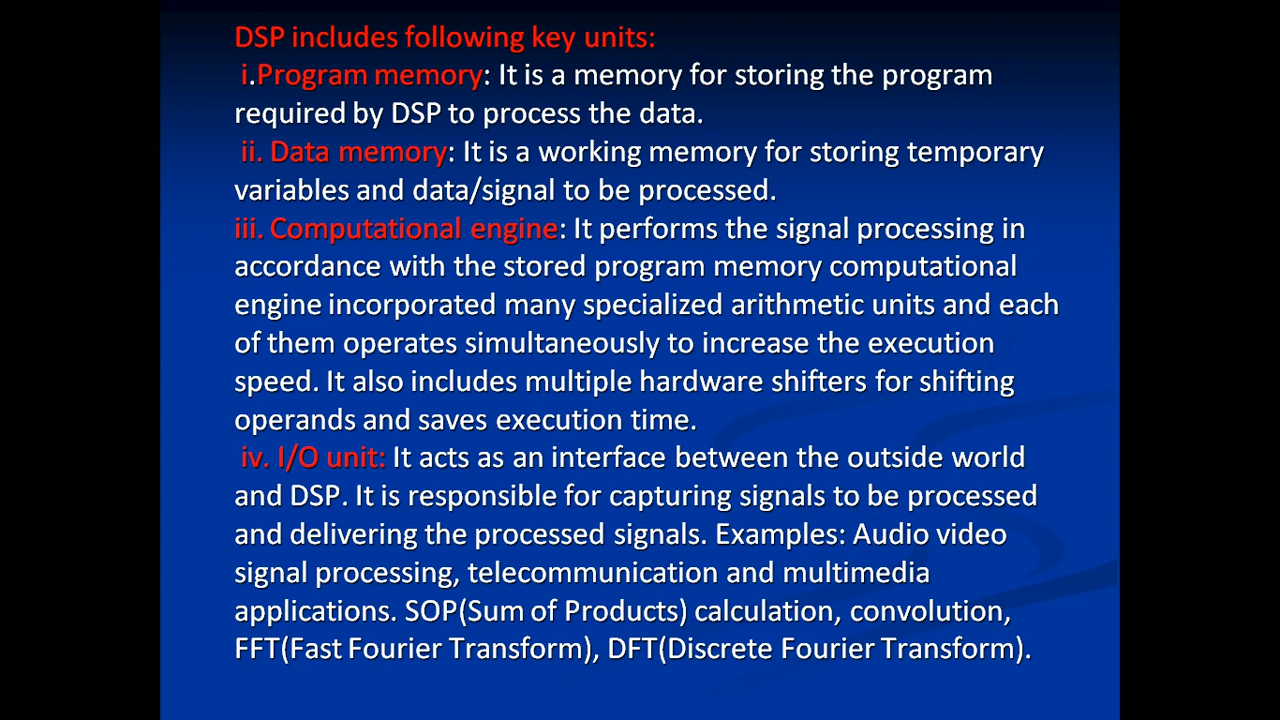 DSP includes following key units:
i.Program memory: It is a memory for storing the program
required by DSP to process the data.
ii. Data memory: It is a working memory for storing temporary
variables and data/signal to be processed.
iii. Computational engine: It performs the signal processing in
accordance with the stored program memory computational
engine incorporated many specialized arithmetic units and each
of them operates simultaneously to increase the execution
speed. It also includes multiple hardware shifters for shifting
operands and saves execution time.
iv. I/O unit: It acts as an interface between the outside world
and DSP. It is responsible for capturing signals to be processed
and delivering the processed signals. Examples: Audio video
signal processing, telecommunication and multimedia
applications. SOP(Sum of Products) calculation, convolution,
FFT(Fast Fourier Transform), DFT(Discrete Fourier Transform).